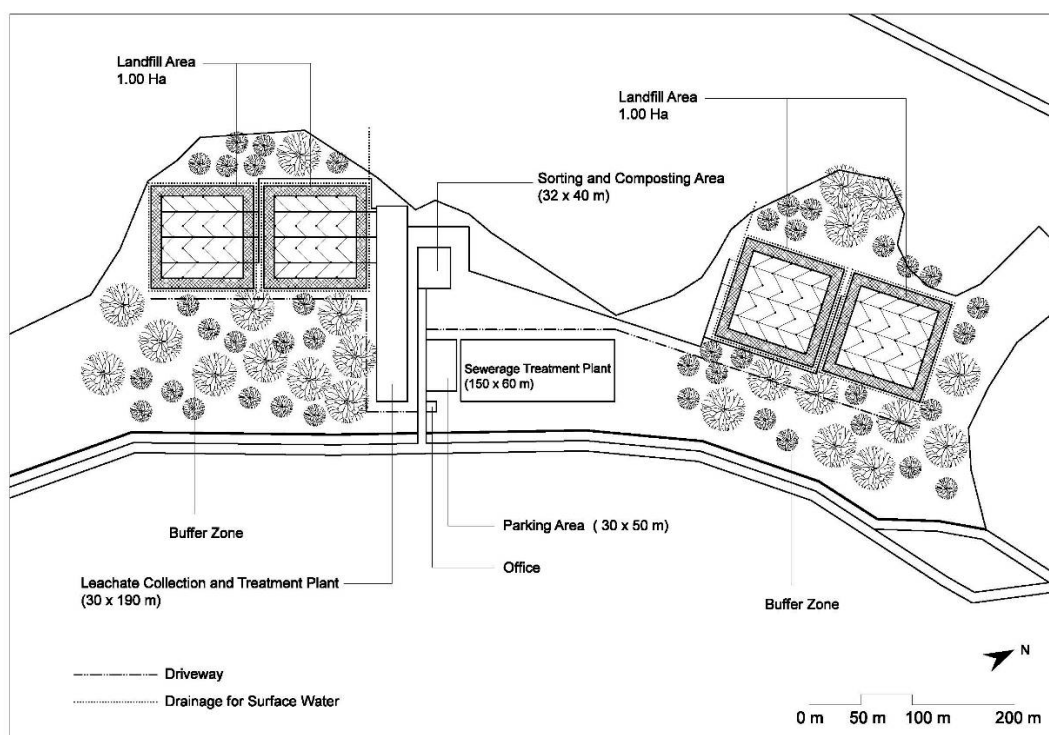 Landfill Area
1.00 Ha
Landfill Area
1.00 Ha
Sorting and Composting Area
(32 x 40 m)
Sewerage Treatment Plant
(150 x 60 m)
Parking Area ( 30 x 50 m)
Buffer Zone
Office
Leachate Collection and Treatment Plant
(30 x 190 m)
Buffer Zone
N
Driveway
Drainage for Surface Water
0 m 50 m 100 m 200 m